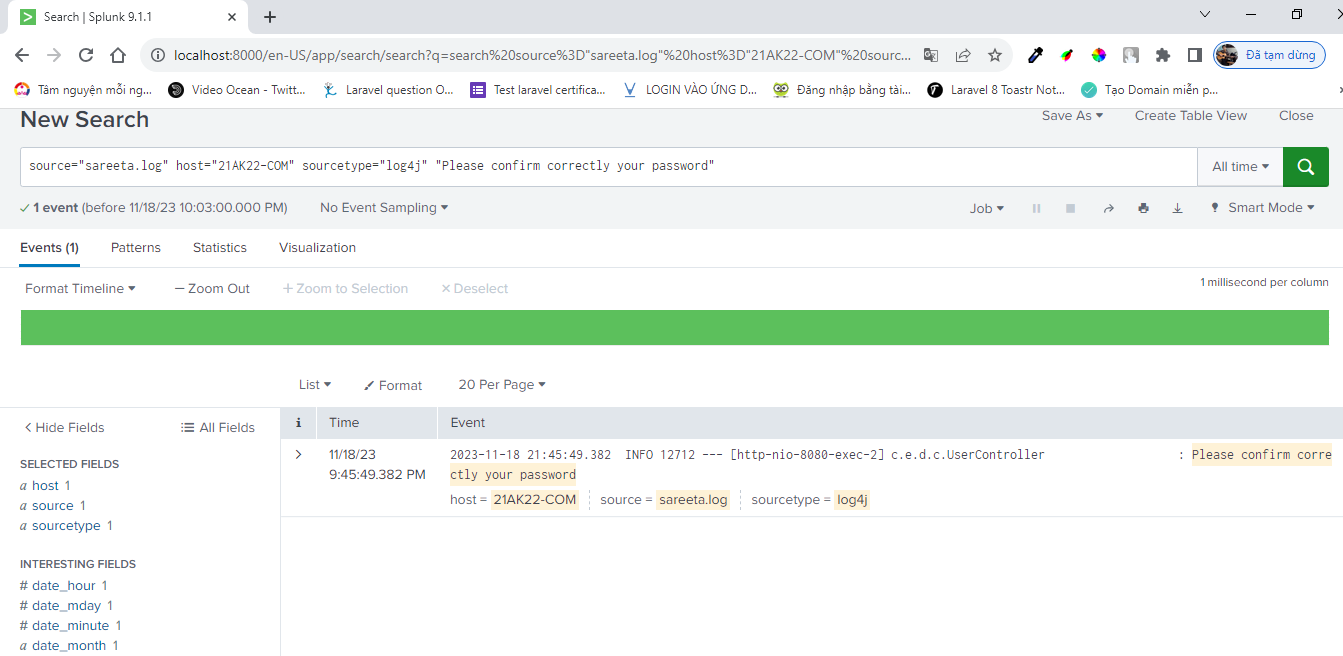 Search | Splunk 9.1.1
localhost:8000/en-US/app/search/search?q=search%20source%3D"sareeta.log"%20host%3D"21AK22-COM"%20sourc...
Đã tạm dừng
Tâm nguyện mỗi ng... Video Ocean - Twitt... Laravel question O... Test laravel certifica... LOGIN VÀO ỨNG D... Đăng nhập bằng tài... Laravel 8 Toastr Not... Tạo Domain miễn p...
New Search
Save As Create Table View Close
source="sareeta.log" host="21AK22-COM" sourcetype="log4j" "Please confirm correctly your password"
All time
1 event (before 11/18/23 10:03:00.000 PM) No Event Sampling
Job Smart Mode
Events (1) Patterns Statistics Visualization
Format Timeline — Zoom Out + Zoom to Selection × Deselect
1 millisecond per column
List Format 20 Per Page
Hide Fields All Fields
i Time Event
SELECTED FIELDS
a host 1
a source 1
a sourcetype 1
INTERESTING FIELDS
# date_hour 1
# date_mday 1
# date_minute 1
a date_month 1
11/18/23
9:45:49.382 PM
2023-11-18 21:45:49.382 INFO 12712 --- [http-nio-8080-exec-2] c.e.d.c.UserController : Please confirm corre
ctly your password
host = 21AK22-COM source = sareeta.log sourcetype = log4j